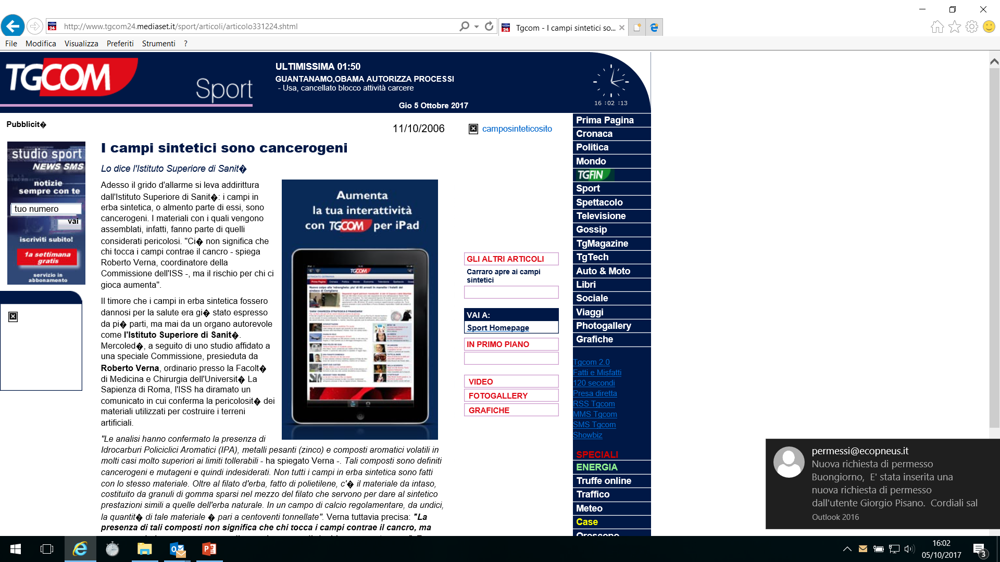 http://www.tgcom24.mediaset.it/sport/articoli/articolo331224.shtml
Tgcom - I campi sintetici so...
File Modifica Visualizza Preferiti Strumenti ?
TGCOM
Sport
ULTIMISSIMA 01:50
GUANTANAMO,OBAMA AUTORIZZA PROCESSI
- Usa, cancellato blocco attività carcere
Gio 5 Ottobre 2017
16 :02 :13
Pubblicit�
11/10/2006
camposinteticosito
studio sport
NEWS SMS
notizie
sempre con te
tuo numero
vai
iscriviti subito!
1a settimana
gratis
servizio in
abbonamento
I campi sintetici sono cancerogeni
Lo dice l'Istituto Superiore di Sanit�
Adesso il grido d'allarme si leva addirittura
dall'Istituto Superiore di Sanit�: i campi in
erba sintetica, o almento parte di essi, sono
cancerogeni. I materiali con i quali vengono
assemblati, infatti, fanno parte di quelli
considerati pericolosi. "Ci� non significa che
chi tocca i campi contrae il cancro - spiega
Roberto Verna, coordinatore della
Commissione dell'ISS -, ma il rischio per chi ci
gioca aumenta".
Il timore che i campi in erba sintetica fossero
dannosi per la salute era gi� stato espresso
da pi� parti, ma mai da un organo autorevole
come l'Istituto Superiore di Sanit�.
Mercoled�, a seguito di uno studio affidato a
una speciale Commissione, presieduta da
Roberto Verna, ordinario presso la Facolt�
di Medicina e Chirurgia dell'Universit� La
Sapienza di Roma, l'ISS ha diramato un
comunicato in cui conferma la pericolosit� dei
materiali utilizzati per costruire i terreni
artificiali.
"Le analisi hanno confermato la presenza di
Idrocarburi Policiclici Aromatici (IPA), metalli pesanti (zinco) e composti aromatici volatili in
molti casi molto superiori ai limiti tollerabili - ha spiegato Verna -. Tali composti sono definiti
cancerogeni e mutageni e quindi indesiderati. Non tutti i campi in erba sintetica sono fatti
con lo stesso materiale. Oltre al filato d'erba, fatto di polietilene, c'� il materiale da intaso,
costituito da granuli di gomma sparsi nel mezzo del filato che servono per dare al sintetico
prestazioni simili a quelle dell'erba naturale. In un campo di calcio regolamentare, da undici,
la quantit� di tale materiale � pari a centoventi tonnellate". Verna tuttavia precisa: "La
presenza di tali composti non significa che chi tocca i campi contrae il cancro, ma
Aumenta
la tua interattività
con TGCOM per iPad
TGCOM
GLI ALTRI ARTICOLI
Carraro apre ai campi
sintetici
VAI A:
Sport Homepage
IN PRIMO PIANO
VIDEO
FOTOGALLERY
GRAFICHE
Prima Pagina
Cronaca
Politica
Mondo
TGFIN
Sport
Spettacolo
Televisione
Gossip
TgMagazine
TgTech
Auto & Moto
Libri
Sociale
Viaggi
Photogallery
Grafiche
Tgcom 2.0
Fatti e Misfatti
120 secondi
Presa diretta
RSS Tgcom
MMS Tgcom
SMS Tgcom
Showbiz
SPECIALI
ENERGIA
Truffe online
Traffico
Meteo
Case
Oroscopo
permessi@ecopneus.it
Nuova richiesta di permesso
Buongiorno, E' stata inserita una
nuova richiesta di permesso
dall'utente Giorgio Pisano. Cordiali sal
Outlook 2016
16:02
05/10/2017
3